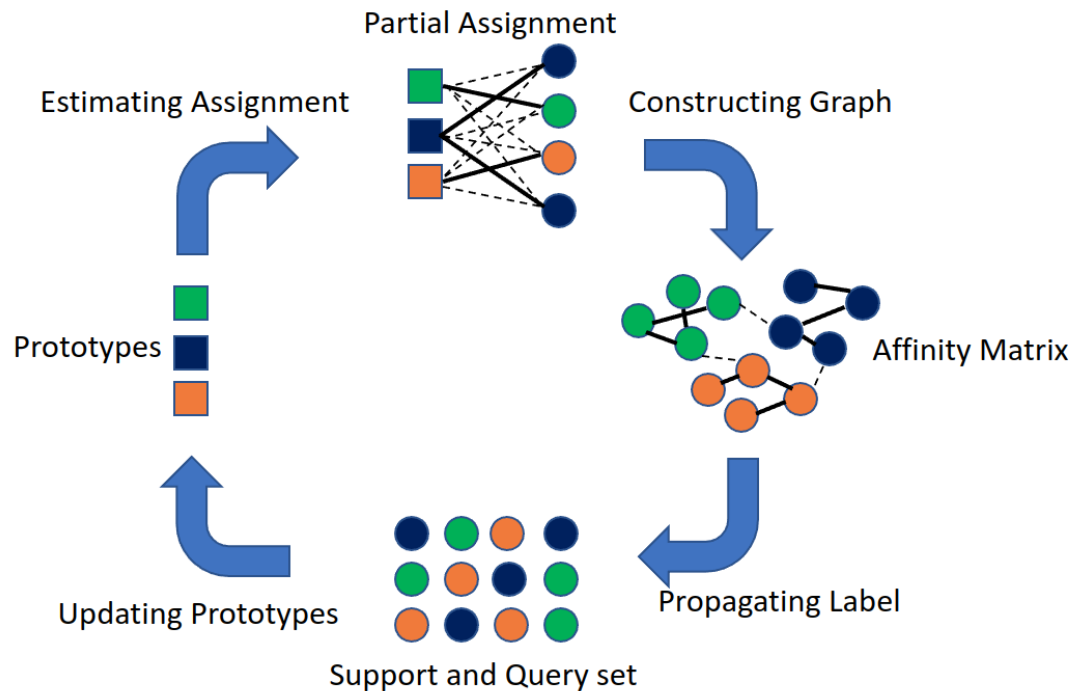 Partial Assignment
Estimating Assignment
Constructing Graph
Prototypes
Affinity Matrix
Updating Prototypes
Propagating Label
Support and Query set